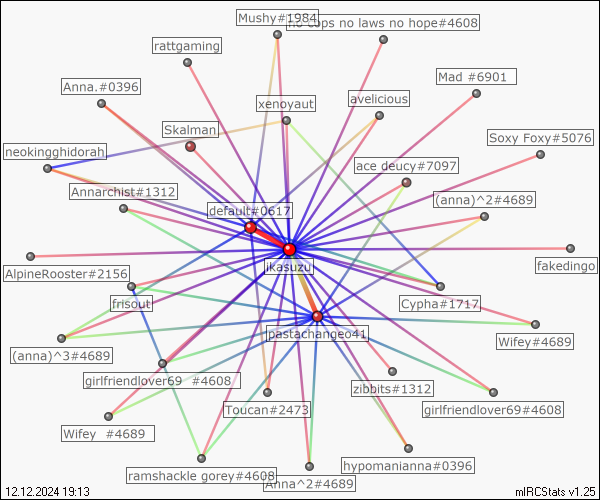 Mushy#1984
no cops no laws no hope#4608
rattgaming
Mad #6901
Anna.#0396
xenoyaut
avelicious
Skalman
Soxy Foxy#5076
neokingghidorah
ace deucy#7097
Annarchist#1312
(anna)^2#4689
default#0617
AlpineRooster#2156
jikasuzu
fakedingo
frisout
Cypha#1717
pastachange041
Wifey#4689
(anna)^3#4689
girlfriendlover69 #4608
zibbits#1312
Toucan#2473
girlfriendlover69#4608
Wifey #4689
hypomanianna#0396
ramshackle gorey#4608
Anna^2#4689
12.12.2024 19:13
mIRCStats v1.25